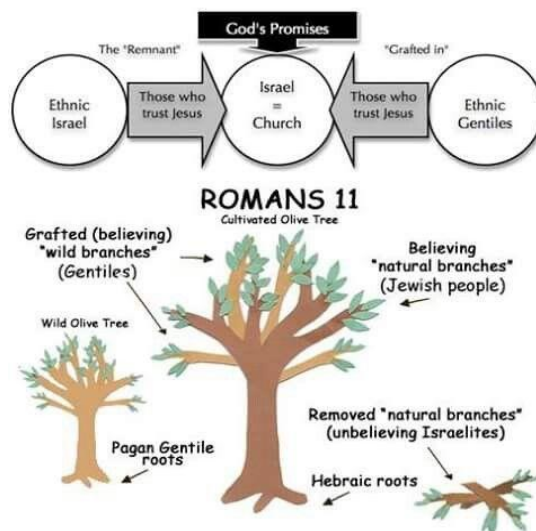 God's Promises
The "Remnant"
"Grafted in"
Ethnic
Israel
Those who
trust Jesus
Israel
=
Church
Those who
trust Jesus
Ethnic
Gentiles
ROMANS 11
Cultivated Olive Tree
Grafted (believing)
"wild branches"
(Gentiles)
Believing
"natural branches"
(Jewish people)
Wild Olive Tree
Removed "natural branches"
(unbelieving Israelites)
Pagan Gentile
roots
Hebraic roots